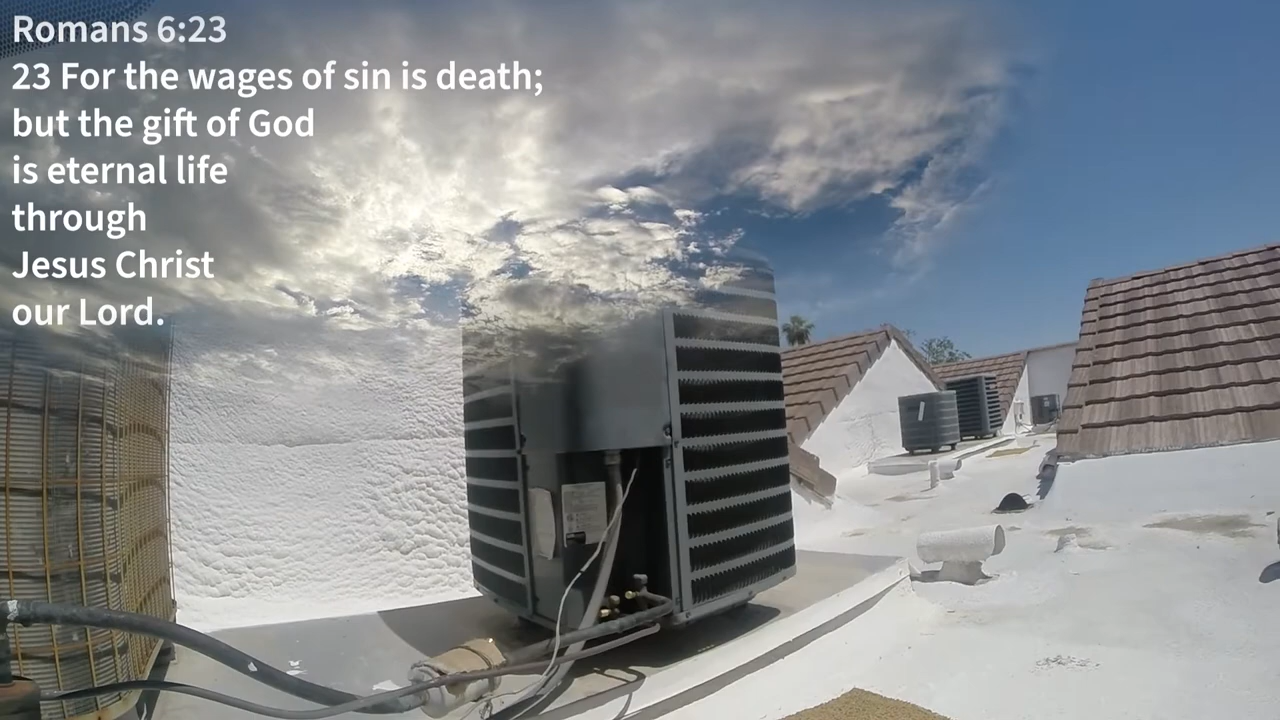 Romans 6:23
23 For the wages of sin is death;
but the gift of God
is eternal life
through
Jesus Christ
our Lord.